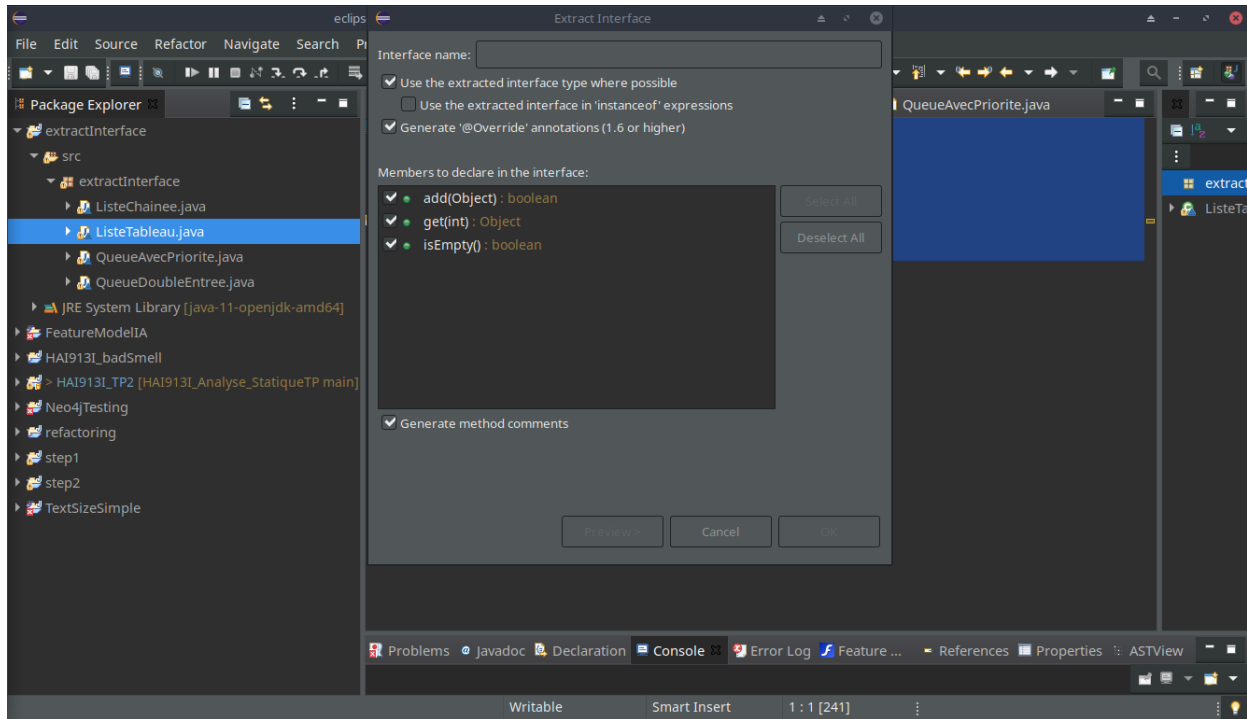 eclips
Extract Interface
File Edit Source Refactor Navigate Search
Interface name:
Use the extracted interface type where possible
Use the extracted interface in 'instanceof' expressions
Generate '@Override' annotations (1.6 or higher)
Members to declare in the interface:
add(Object) : boolean
get(int) : Object
isEmpty() : boolean
Select All
Deselect All
Generate method comments
Preview >
Cancel
OK
Package Explorer
extractInterface
src
extractInterface
ListeChainee.java
ListeTableau.java
QueueAvecPriorite.java
QueueDoubleEntree.java
JRE System Library [java-11-openjdk-amd64]
FeatureModelIA
HAI913I_badSmell
> HAI913I_TP2 [HAI913I_Analyse_StatiqueTP main]
Neo4jTesting
refactoring
step1
step2
TextSizeSimple
QueueAvecPriorite.java
extract
ListeTa
Problems Javadoc Declaration Console Error Log Feature ... References Properties ASTView
Writable Smart Insert 1 : 1 [241]